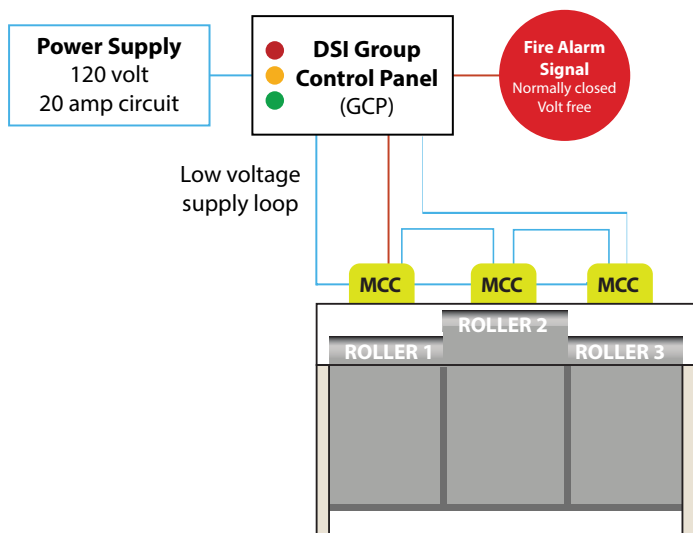 Power Supply
120 volt
20 amp circuit
DSI Group
Control Panel
(GCP)
Fire Alarm
Signal
Normally closed
Volt free
Low voltage
supply loop
MCC
MCC
MCC
ROLLER 1
ROLLER 2
ROLLER 3